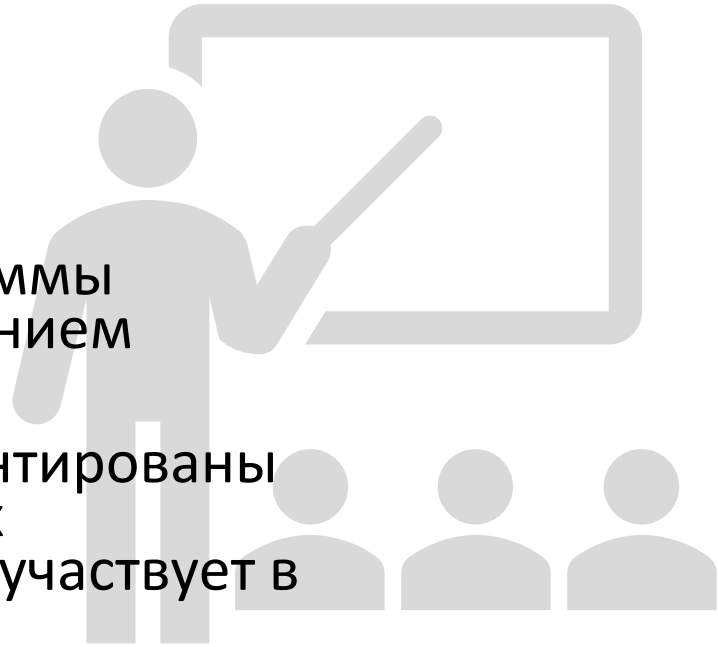 ммы
нием
нтированы
х
участвует в